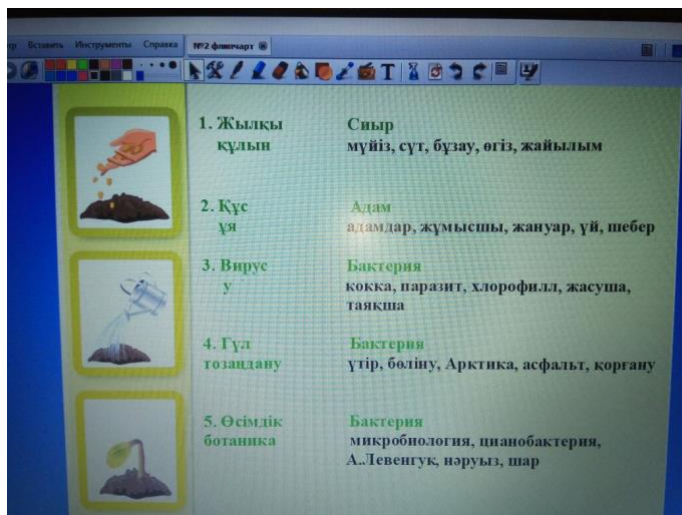 Вставить Инструменты Справка №2 флипчарт
T
1. Жылқы Сиыр
құлын мүйіз, сүт, бұзау, өгіз, жайылым
2. Құс Адам
ұя адамдар, жұмысшы, жануар, үй, шебер
3. Вирус Бактерия
у кокка, паразит, хлорофилл, жасуша,
таяқша
4. Гүл Бактерия
тозаңдану үтір, бөліну, Арктика, асфальт, қорғану
5. Өсімдік Бактерия
ботаника микробиология, цианобактерия,
А..Левенгук, нәруыз, шар